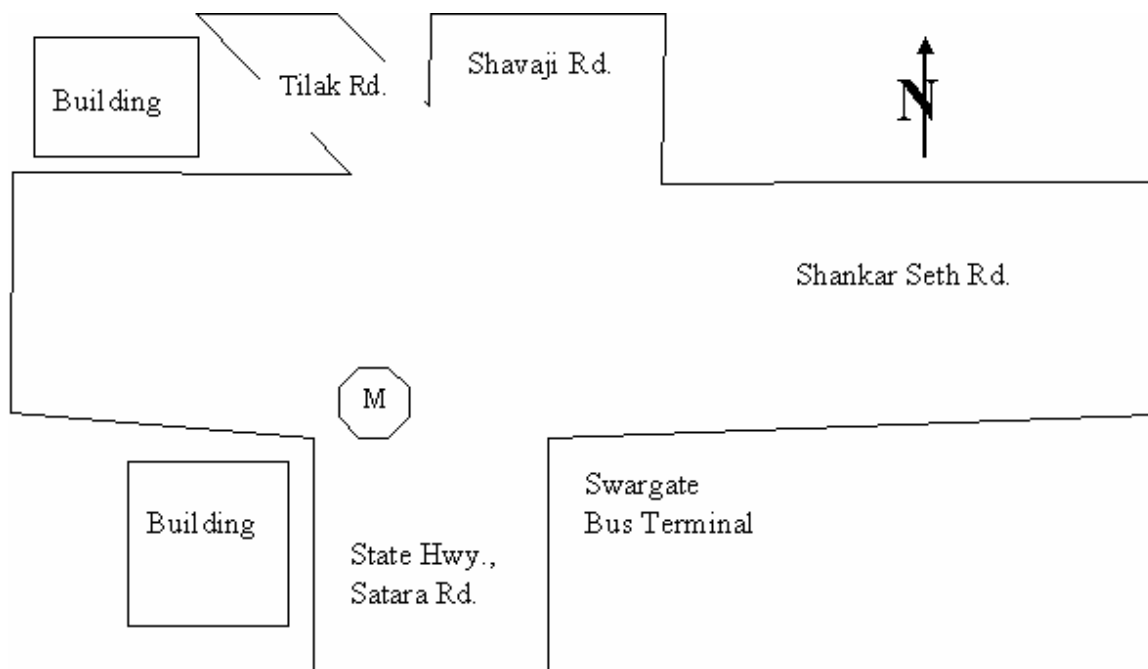 Shavaji Rd.
Tilak Rd.
Building
N
Shankar Seth Rd.
M
Swargate
Bus Terminal
Building
State Hwy.,
Satara Rd.